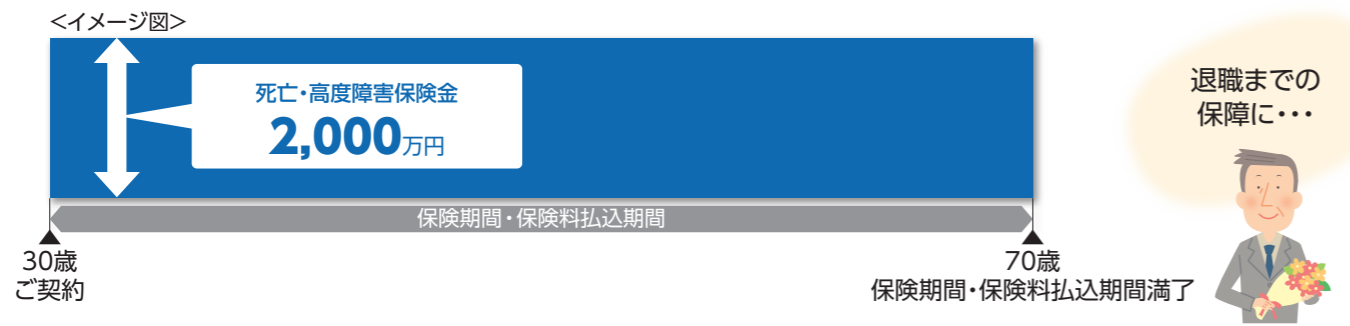 <イメージ図>
死亡・高度障害保険金
2,000万円
退職までの
保障に・・・
保険期間・保険料払込期間
30歳
ご契約
70歳
保険期間・保険料払込期間満了